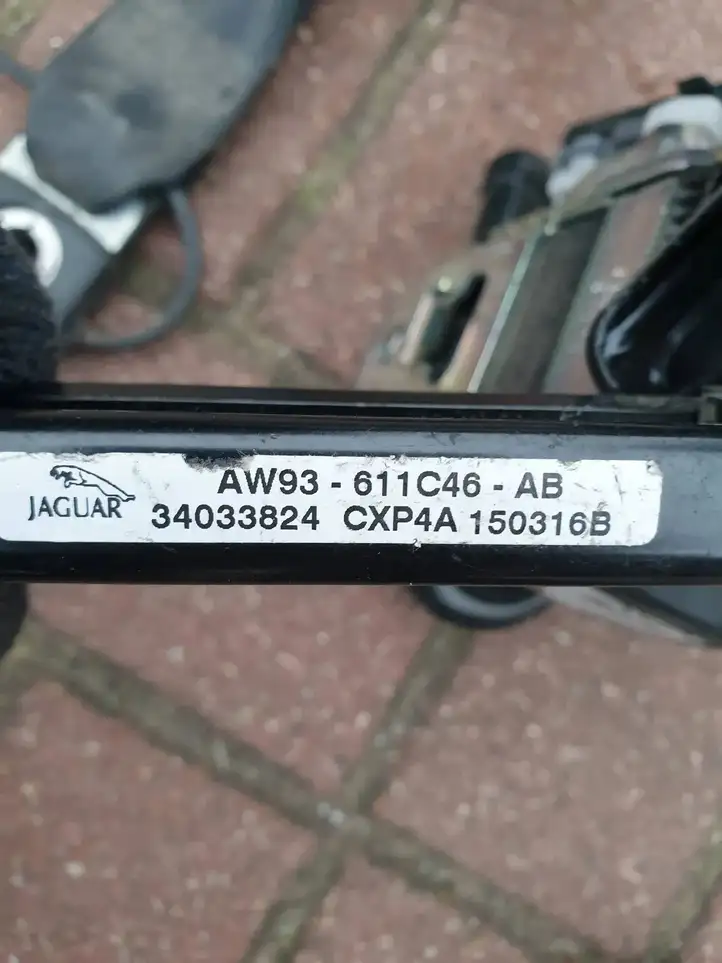 JAGUAR
AW93 - 611C46 - AB
34033824 CXP4A 150316B